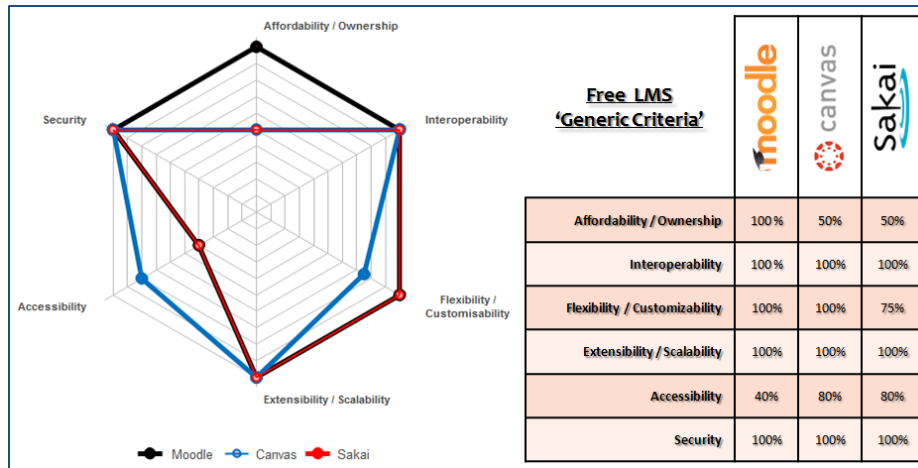 Affordability / Ownership
Security
Interoperability
Accessibility
Flexibility /
Customisability
Extensibility / Scalability
Moodle Canvas Sakai
Free LMS
‘Generic Criteria’
moodle
canvas
Sakai
Affordability / Ownership 100% 50% 50%
Interoperability 100% 100% 100%
Flexibility / Customizability 100% 100% 75%
Extensibility / Scalability 100% 100% 100%
Accessibility 40% 80% 80%
Security 100% 100% 100%